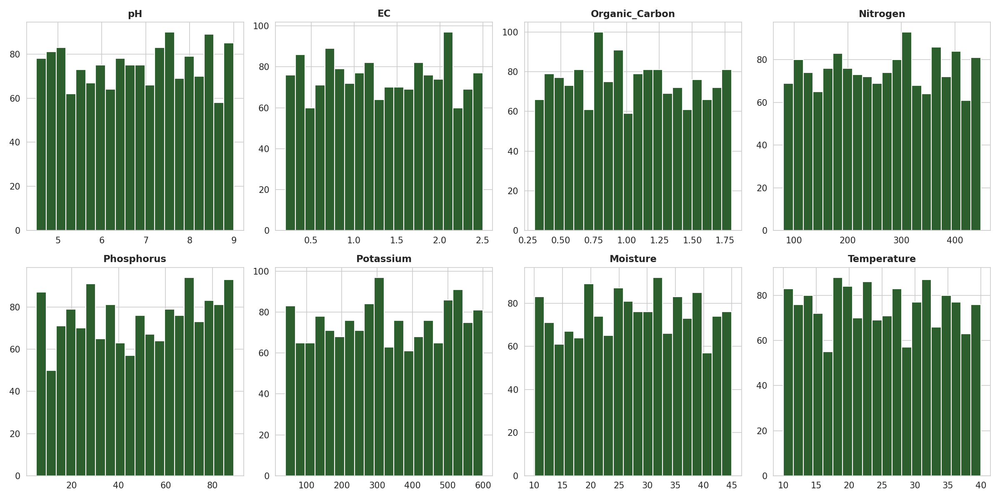 pH
80
60
40
20
0
5 6 7 8 9
EC
100
80
60
40
20
0
0.5 1.0 1.5 2.0 2.5
Organic_Carbon
100
80
60
40
20
0
0.25 0.50 0.75 1.00 1.25 1.50 1.75
Nitrogen
80
60
40
20
0
100 200 300 400
Phosphorus
80
60
40
20
0
20 40 60 80
Potassium
100
80
60
40
20
0
100 200 300 400 500 600
Moisture
80
60
40
20
0
10 15 20 25 30 35 40 45
Temperature
80
60
40
20
0
10 15 20 25 30 35 40